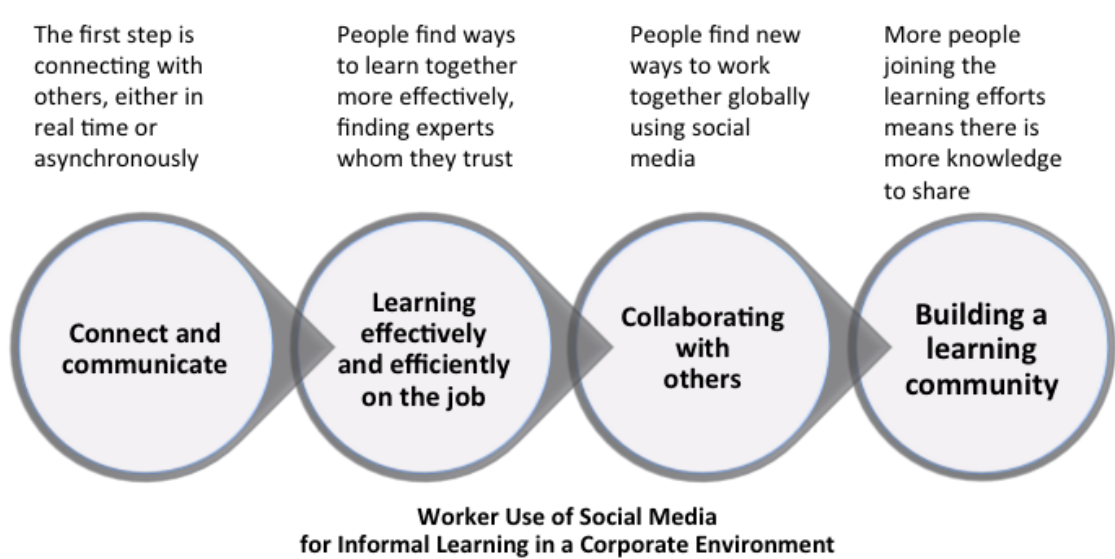 The first step is
connecting with
others, either in
real time or
asynchronously
People find ways
to learn together
more effectively,
finding experts
whom they trust
People find new
ways to work
together globally
using social
media
More people
joining the
learning efforts
means there is
more knowledge
to share
Connect and
communicate
Learning
effectively
and efficiently
on the job
Collaborating
with
others
Building a
learning
community
Worker Use of Social Media
for Informal Learning in a Corporate Environment